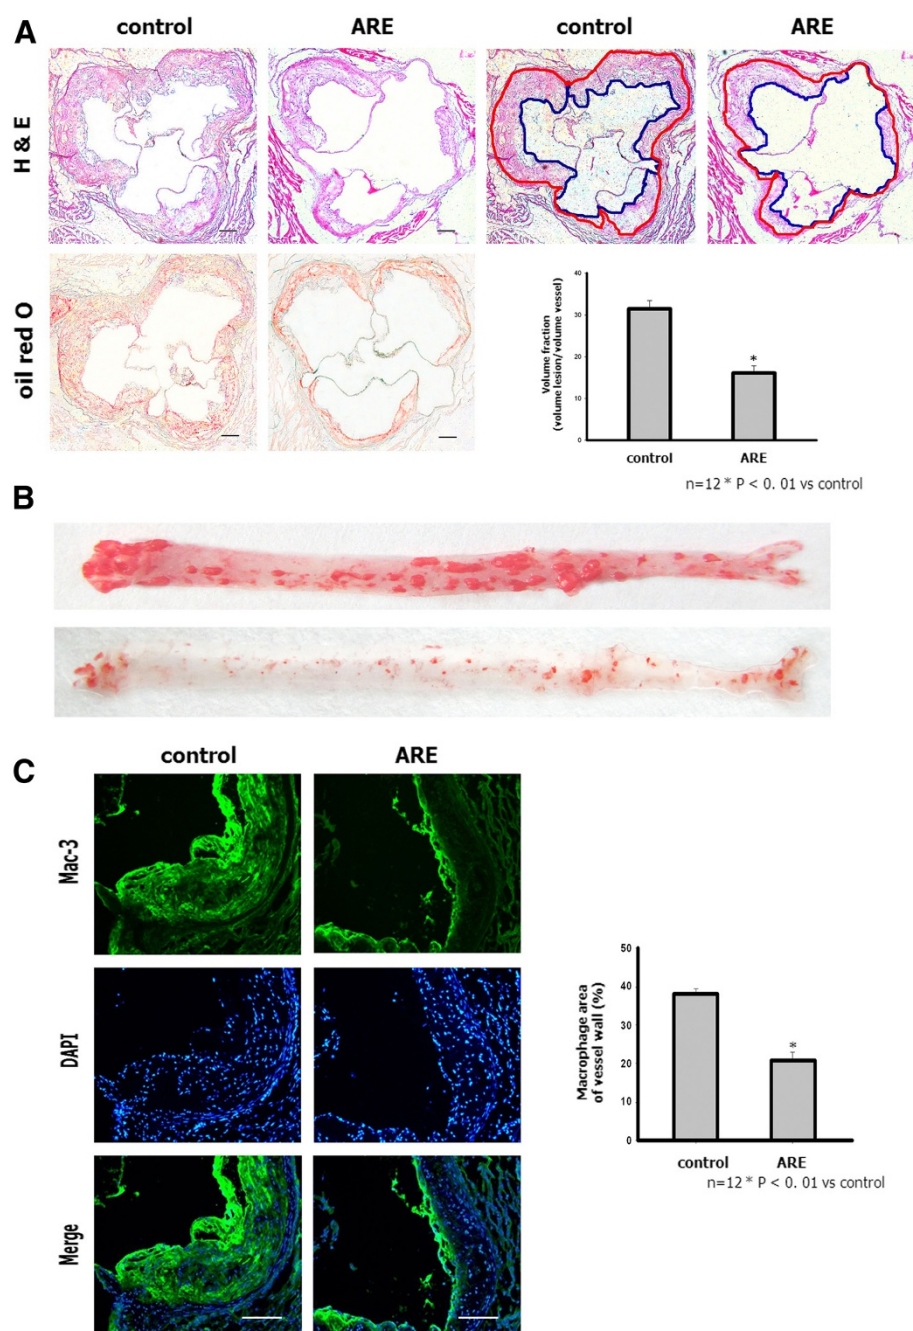 A
control
ARE
control
ARE
H & E
oil red O
Volume fraction
(volume lesion/volume vessel)
40
30
20
10
0
*
control
ARE
n=12 * P < 0. 01 vs control
B
C
control
ARE
Mac-3
DAPI
Merge
Macrophage area
of vessel wall (%)
50
40
30
20
10
0
*
control
ARE
n=12 * P < 0. 01 vs control